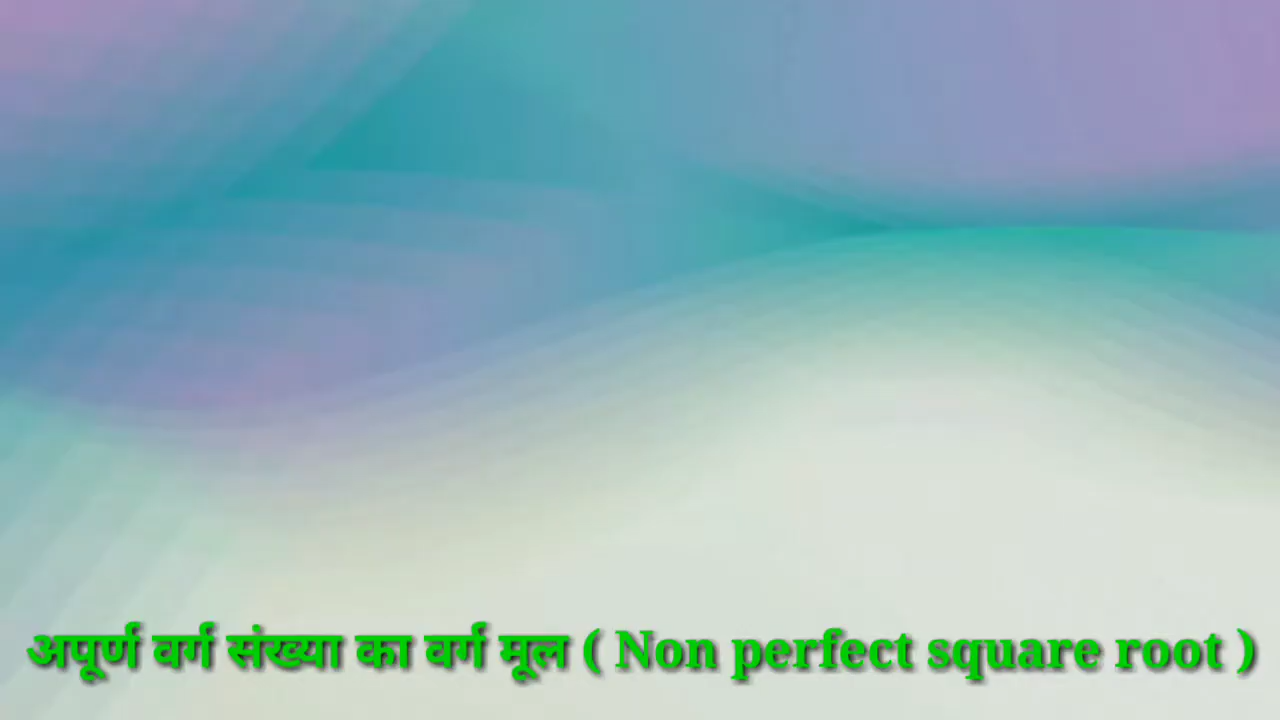 अपूर्ण वर्ग संख्या का वर्ग मूल ( Non perfect square root )